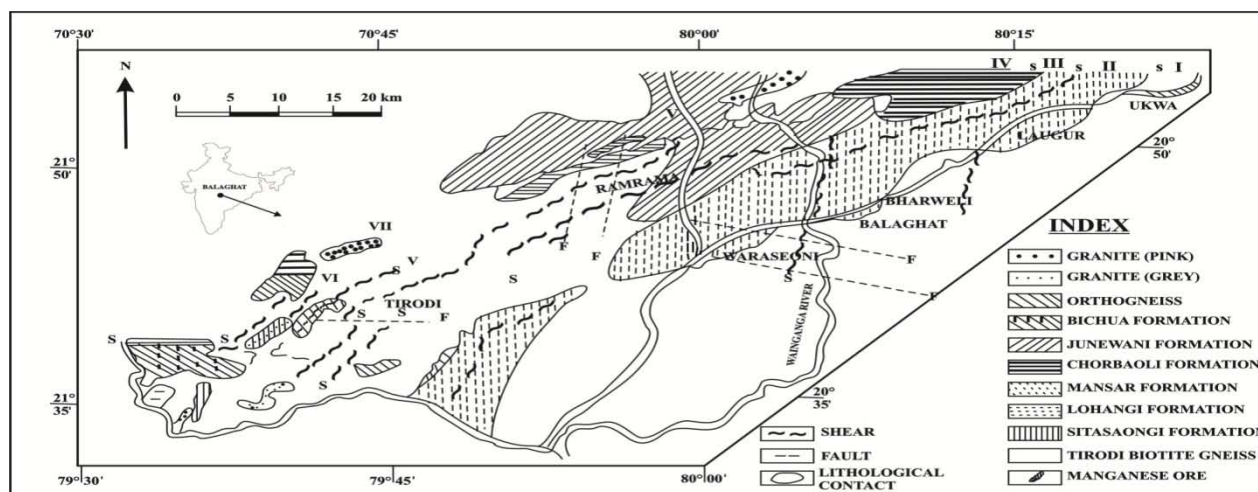 70°30' 70°45' 80°00' 80°15'
N
0 5 10 15 20 km
IV s III s II s I
UKWA
LAUGUR
20°
50'
21°
50'
BALAGHAT
RAMRAMA
BHARWELI
BALAGHAT
VII
VI
S V
F F
WARASEONI
F
S
S
TIRODI
S S F
F
S
S
S
WAINGANGA RIVER
21°
35'
20°
35'
INDEX
GRANITE (PINK)
GRANITE (GREY)
ORTHOGNEISS
BICHUA FORMATION
JUNEWANI FORMATION
CHORBAOLI FORMATION
MANSAR FORMATION
LOHANGI FORMATION
SITASAONGI FORMATION
TIRODI BIOTITE GNEISS
MANGANESE ORE
SHEAR
FAULT
LITHOLOGICAL
CONTACT
79°30' 79°45' 80°00'